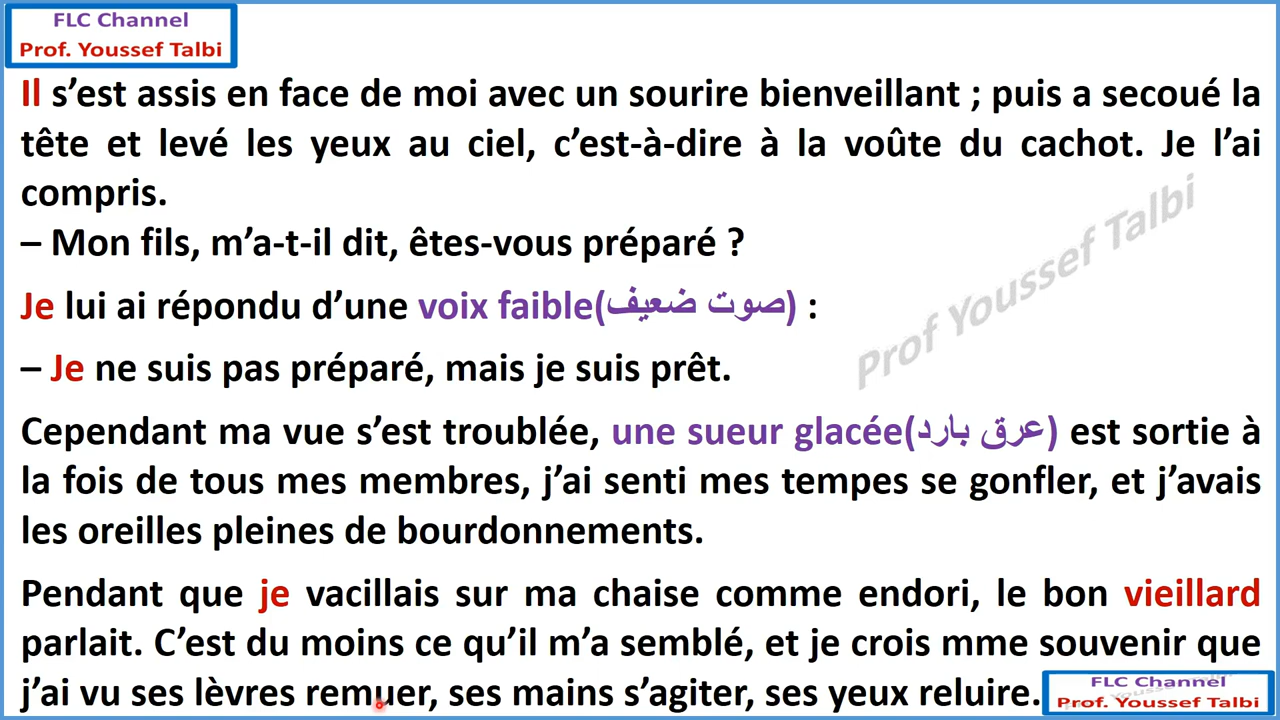 FLC Channel
Prof. Youssef Talbi
Il s’est assis en face de moi avec un sourire bienveillant ; puis a secoué la
tête et levé les yeux au ciel, c’est-à-dire à la voûte du cachot. Je l’ai
compris.
– Mon fils, m’a-t-il dit, êtes-vous préparé ?
Je lui ai répondu d’une voix faible(صوت ضعيف) :
– Je ne suis pas préparé, mais je suis prêt.
Cependant ma vue s’est troublée, une sueur glacée(عرق بارد) est sortie à
la fois de tous mes membres, j’ai senti mes tempes se gonfler, et j’avais
les oreilles pleines de bourdonnements.
Pendant que je vacillais sur ma chaise comme endori, le bon vieillard
parlait. C’est du moins ce qu’il m’a semblé, et je crois mme souvenir que
j’ai vu ses lèvres remuer, ses mains s’agiter, ses yeux reluire.
Prof Youssef Talbi
FLC Channel
Prof. Youssef Talbi